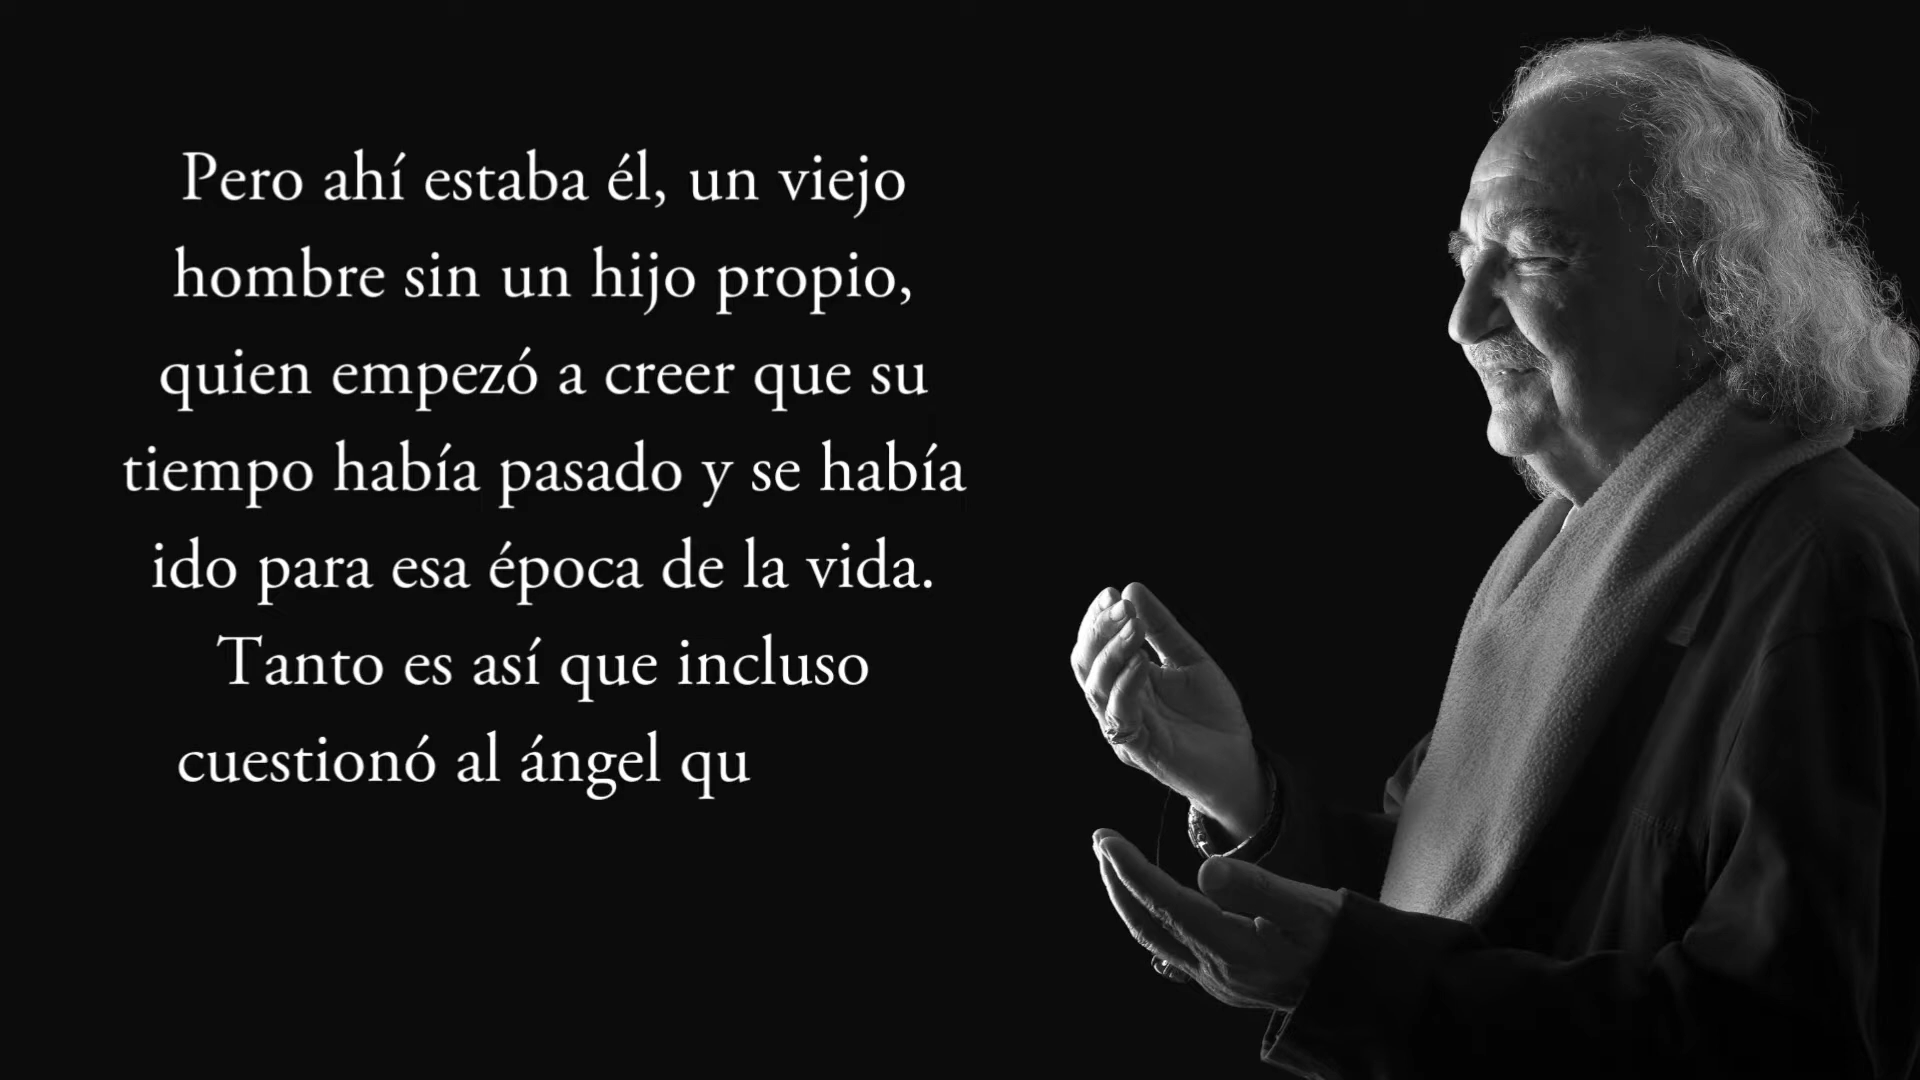 Pero ahí estaba él, un viejo
hombre sin un hijo propio,
quien empezó a creer que su
tiempo había pasado y se había
ido para esa época de la vida.
Tanto es así que incluso
cuestionó al ángel qu